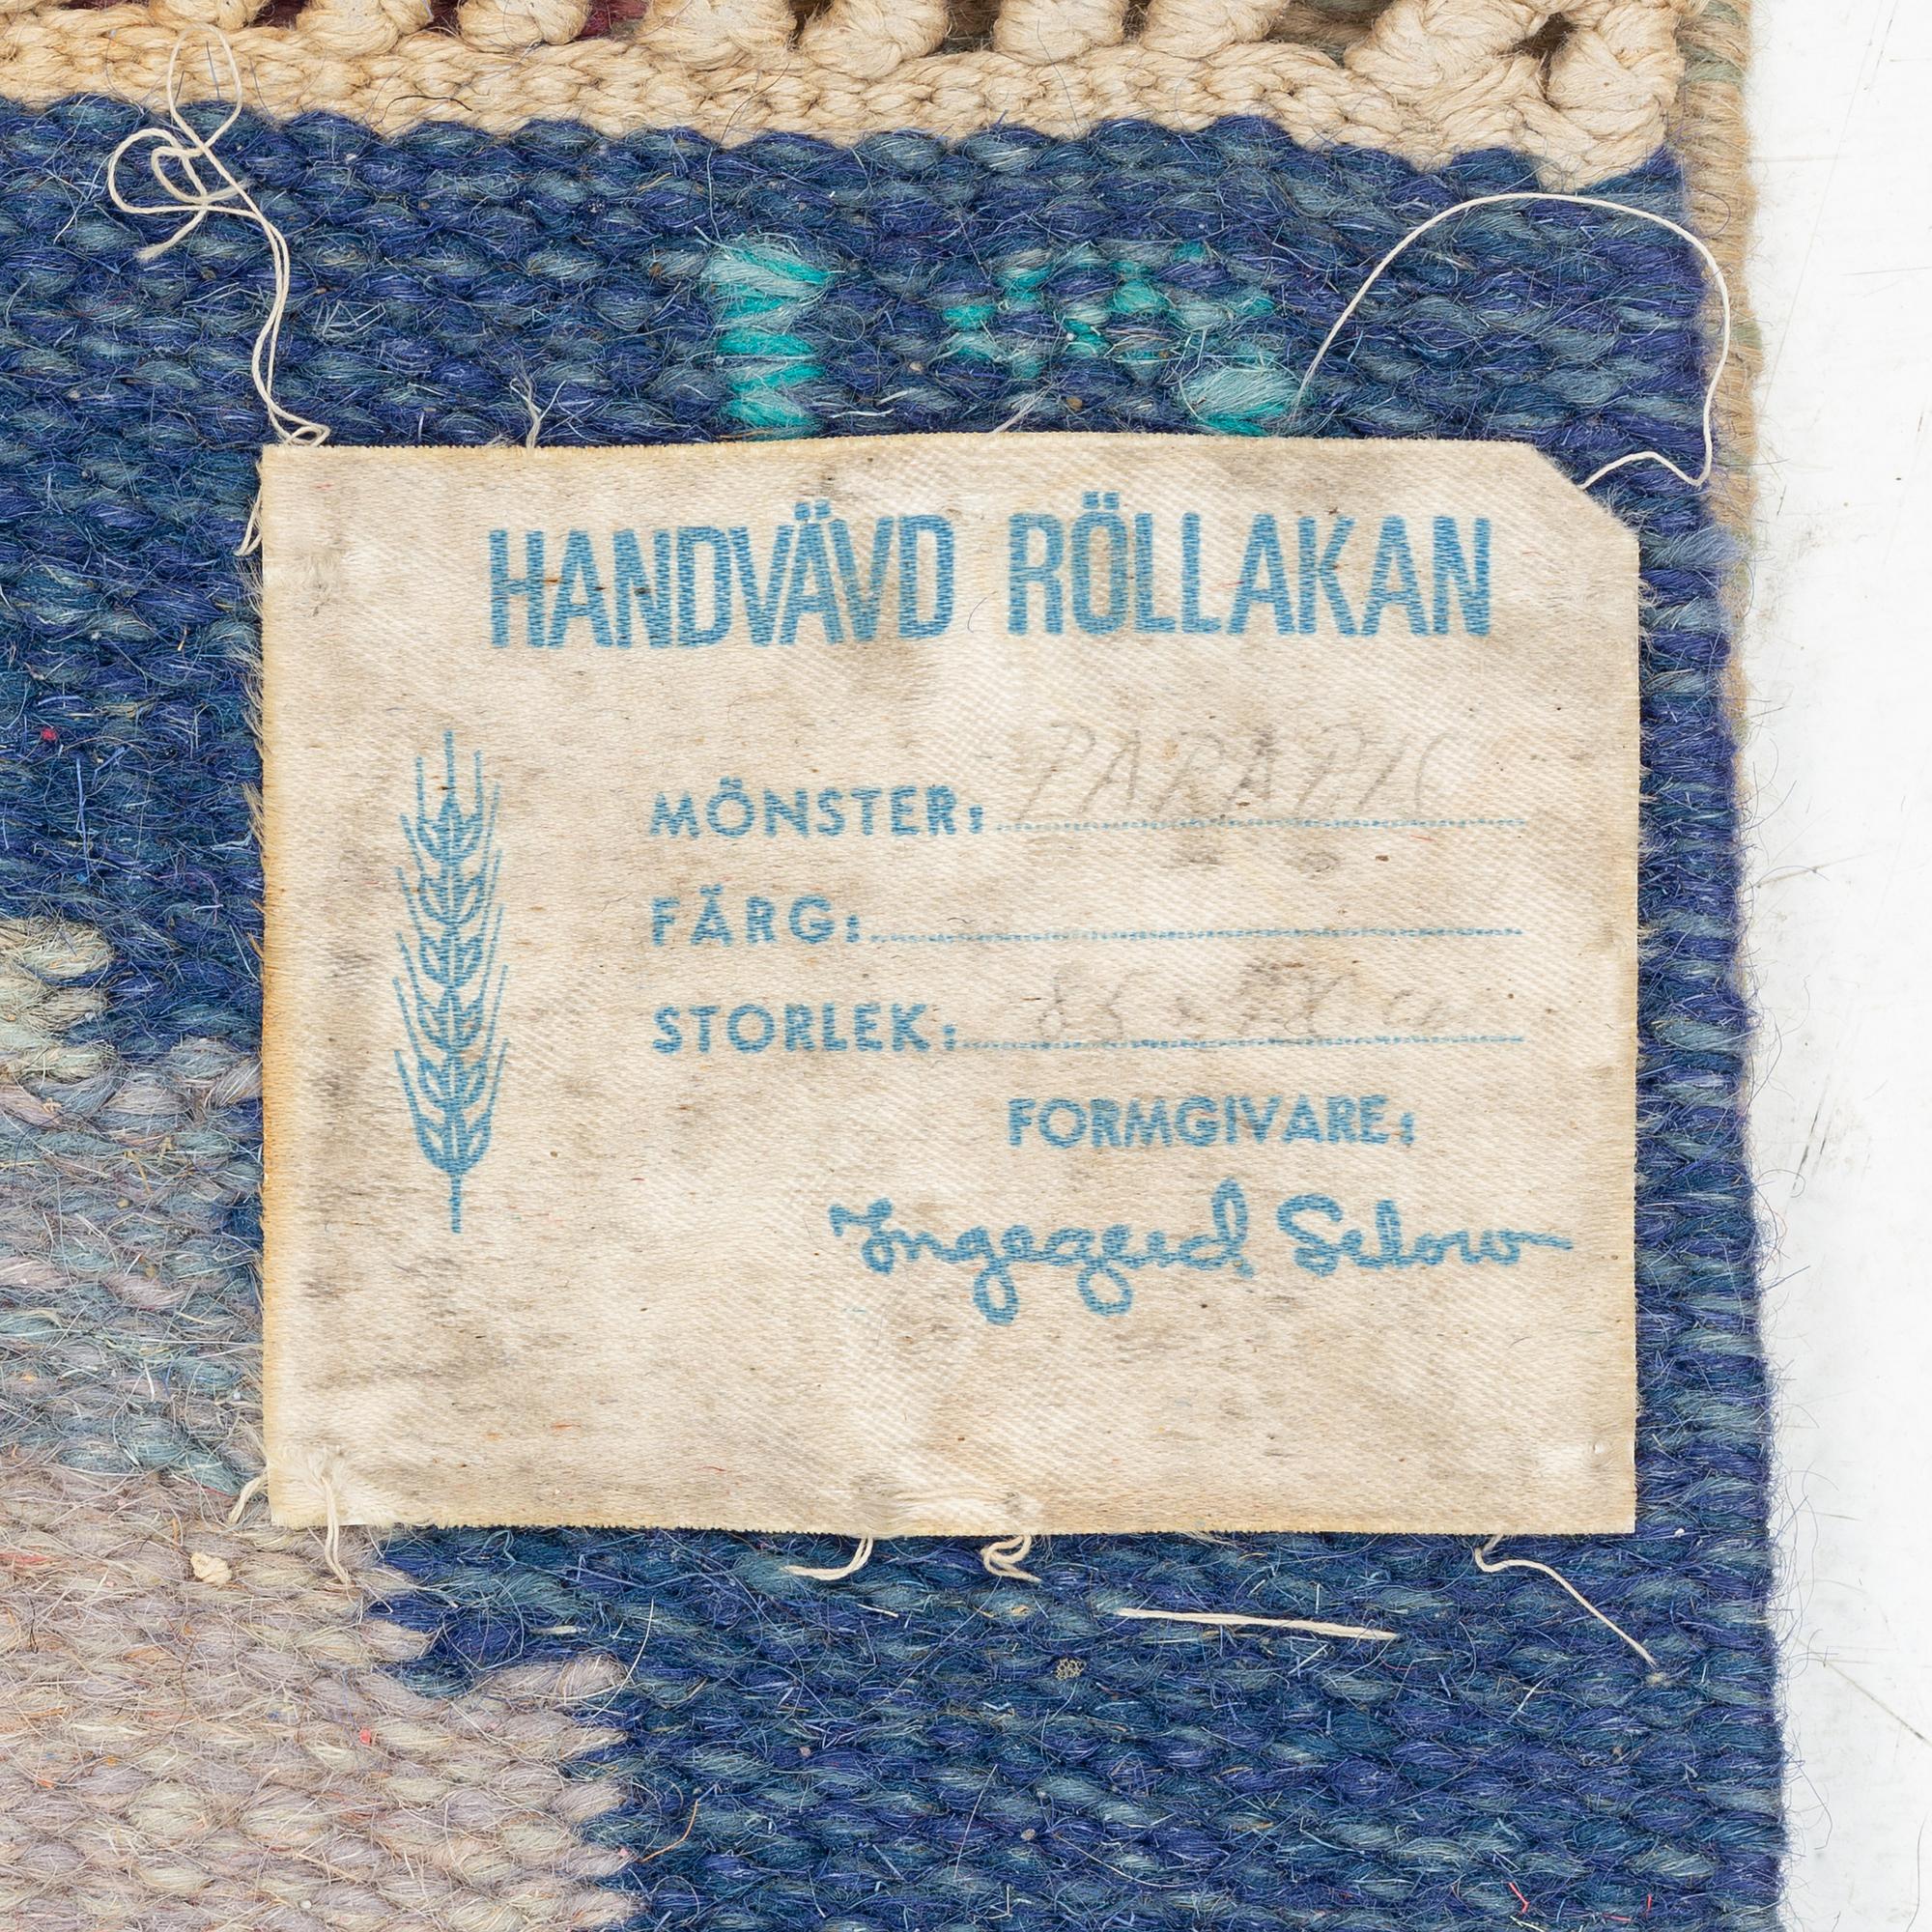 HANDVÄVD RÖLLAKAN
MÖNSTER:
FÄRG:
STORLEK:
FORMGIVARE:
Ingegerd Silow